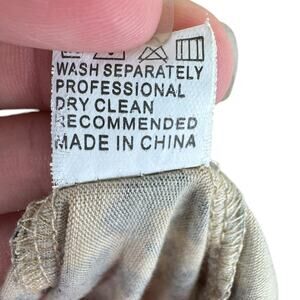 WASH SEPARATELY
PROFESSIONAL
DRY CLEAN
RECOMMENDED
MADE IN CHINA